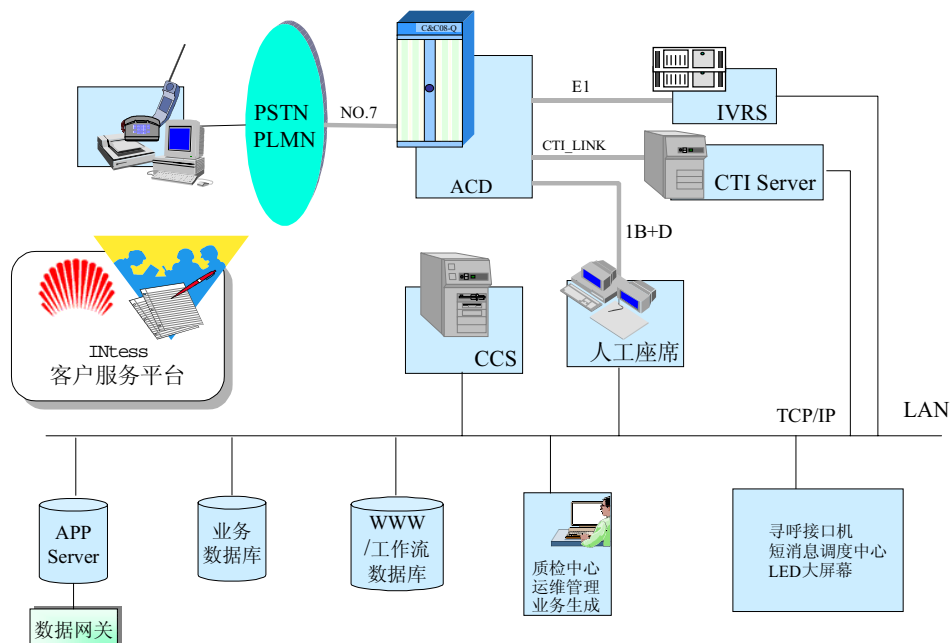 C&C08-Q
PSTN
PLMN
NO.7
E1
IVRS
CTI_LINK
CTI Server
ACD
1B+D
INtess
客户服务平台
CCS
人工座席
TCP/IP
LAN
APP
Server
业务
数据库
WWW
/工作流
数据库
质检中心
运维管理
业务生成
寻呼接口机
短消息调度中心
LED大屏幕
数据网关